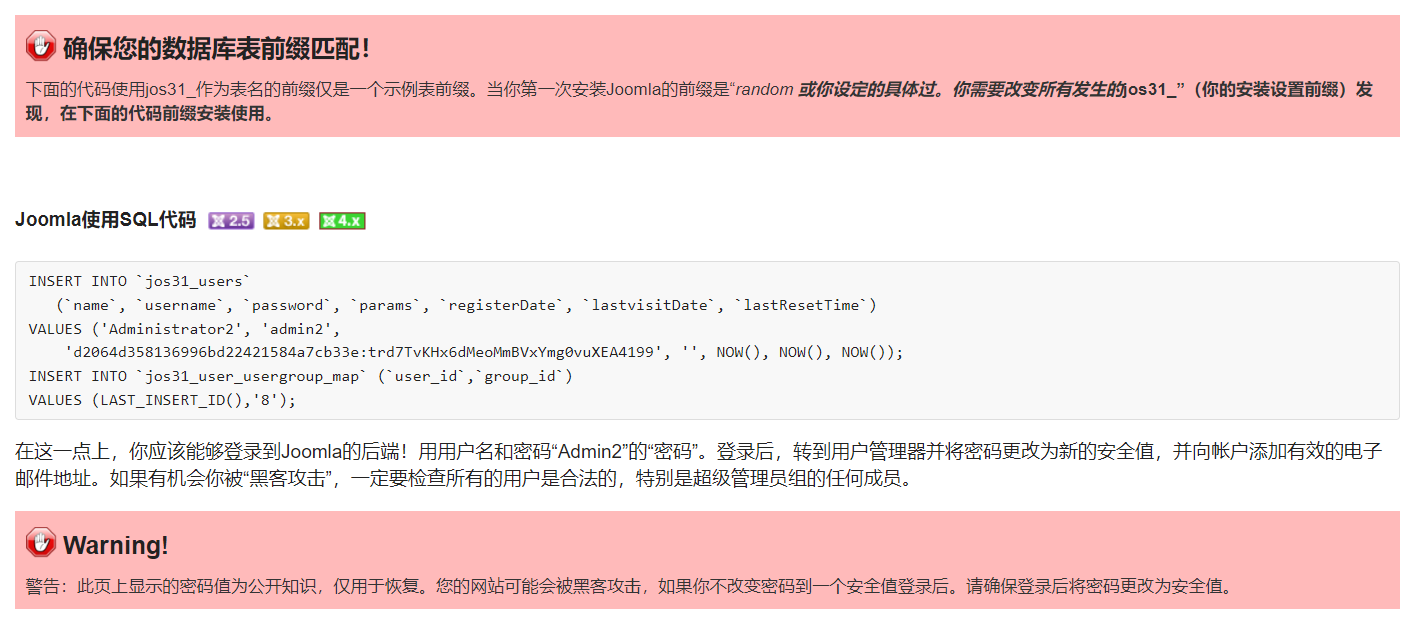 确保您的数据库表前缀匹配！
下面的代码使用jos31_作为表名的前缀仅是一个示例表前缀。当你第一次安装Joomla的前缀是“random 或你设定的具体过。你需要改变所有发生的jos31_”（你的安装设置前缀）发
现，在下面的代码前缀安装使用。
Joomla使用SQL代码 2.5 3.x 4.x
INSERT INTO `jos31_users`
(`name`, `username`, `password`, `params`, `registerDate`, `lastvisitDate`, `lastResetTime`)
VALUES ('Administrator2', 'admin2',
'd2064d358136996bd22421584a7cb33e:trd7TvKHx6dMeoMmBVxYmg0vuXEA4199', '', NOW(), NOW(), NOW());
INSERT INTO `jos31_user_usergroup_map` (`user_id`,`group_id`)
VALUES (LAST_INSERT_ID(),'8');
在这一点上，你应该能够登录到Joomla的后端！用用户名和密码“Admin2”的“密码”。登录后，转到用户管理器并将密码更改为新的安全值，并向帐户添加有效的电子
邮件地址。如果有机会你被“黑客攻击”，一定要检查所有的用户是合法的，特别是超级管理员组的任何成员。
Warning!
警告：此页上显示的密码值为公开知识，仅用于恢复。您的网站可能会被黑客攻击，如果你不改变密码到一个安全值登录后。请确保登录后将密码更改为安全值。